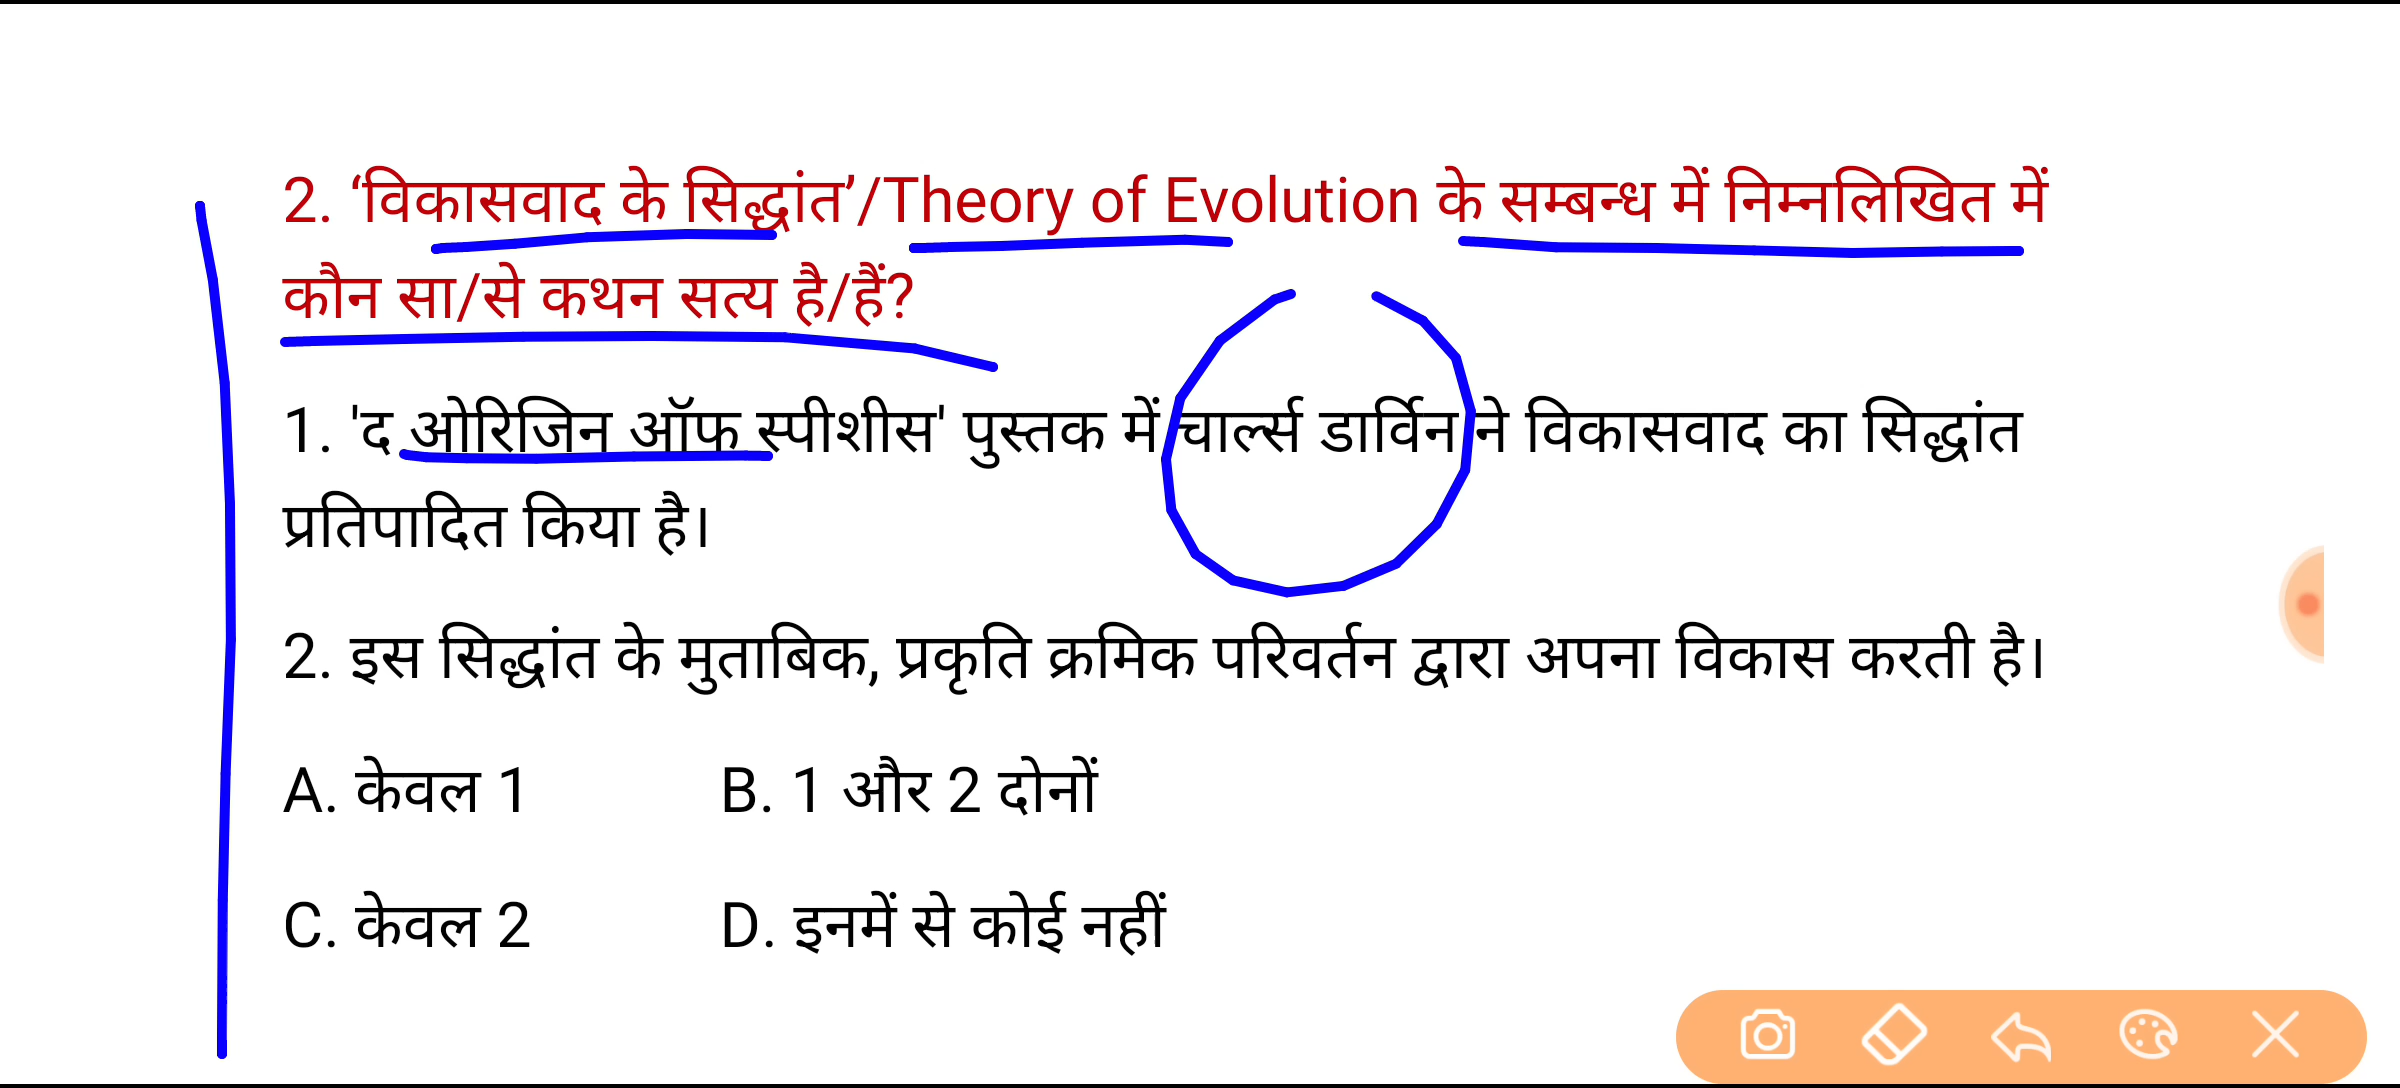 2. ‘विकासवाद के सिद्धांत’/Theory of Evolution के सम्बन्ध में निम्नलिखित में
कौन सा/से कथन सत्य है/हैं?
1. 'द ओरिजिन ऑफ स्पीशीस' पुस्तक में चार्ल्स डार्विन ने विकासवाद का सिद्धांत
प्रतिपादित किया है।
2. इस सिद्धांत के मुताबिक, प्रकृति क्रमिक परिवर्तन द्वारा अपना विकास करती है।
A. केवल 1 B. 1 और 2 दोनों
C. केवल 2 D. इनमें से कोई नहीं